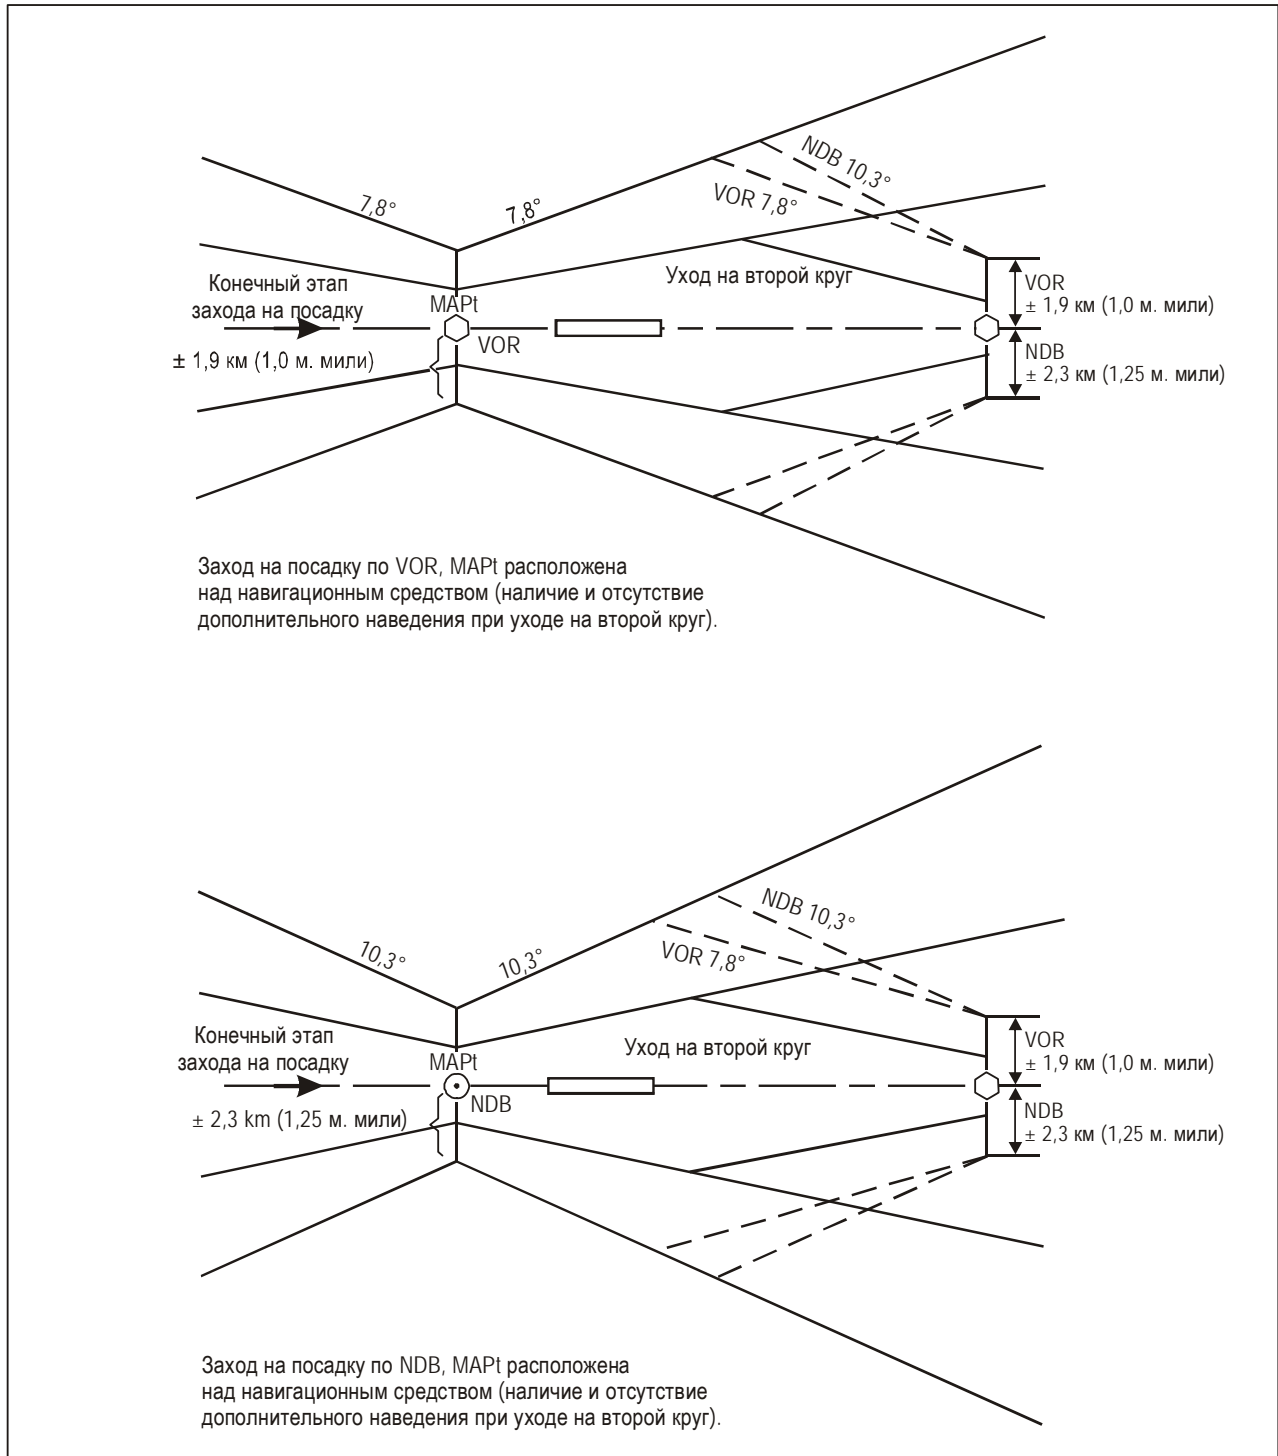 NDB 10,3°
7,8°
7,8°
VOR 7,8°
Конечный этап
захода на посадку
Уход на второй круг
MAPt
VOR
± 1,9 км (1,0 м. мили)
VOR
± 1,9 км (1,0 м. мили)
NDB
± 2,3 км (1,25 м. мили)
Заход на посадку по VOR, MAPt расположена
над навигационным средством (наличие и отсутствие
дополнительного наведения при уходе на второй круг).
NDB 10,3°
10,3°
10,3°
VOR 7,8°
Конечный этап
захода на посадку
Уход на второй круг
MAPt
NDB
± 2,3 km (1,25 м. мили)
VOR
± 1,9 км (1,0 м. мили)
NDB
± 2,3 км (1,25 м. мили)
Заход на посадку по NDB, MAPt расположена
над навигационным средством (наличие и отсутствие
дополнительного наведения при уходе на второй круг).